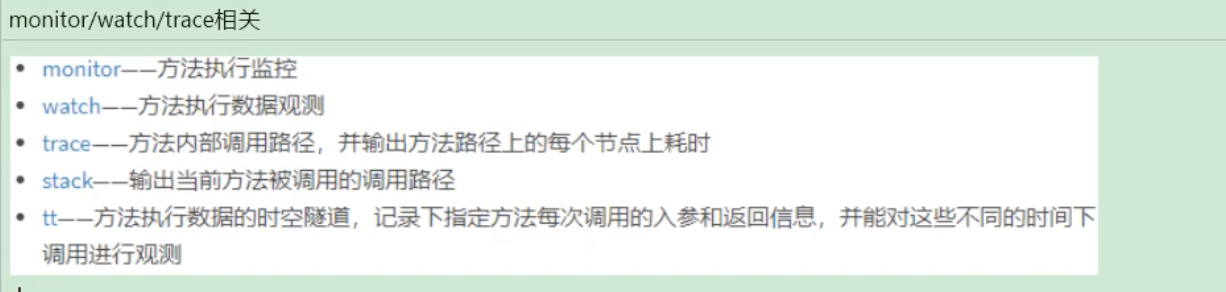 monitor/watch/trace相关
monitor——方法执行监控
watch——方法执行数据观测
trace——方法内部调用路径，并输出方法路径上的每个节点上耗时
stack——输出当前方法被调用的调用路径
tt——方法执行数据的时空隧道，记录下指定方法每次调用的入参和返回信息，并能对这些不同的时间下
调用进行观测